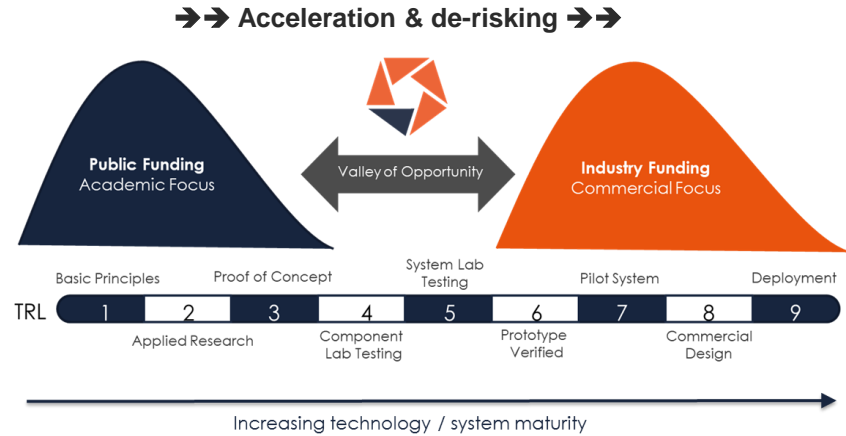 ➔➔ Acceleration & de-risking ➔➔
Public Funding
Academic Focus
Valley of Opportunity
Industry Funding
Commercial Focus
Basic Principles
Proof of Concept
System Lab
Testing
Pilot System
Deployment
TRL
1 2 3 4 5 6 7 8 9
Applied Research
Component
Lab Testing
Prototype
Verified
Commercial
Design
Increasing technology / system maturity